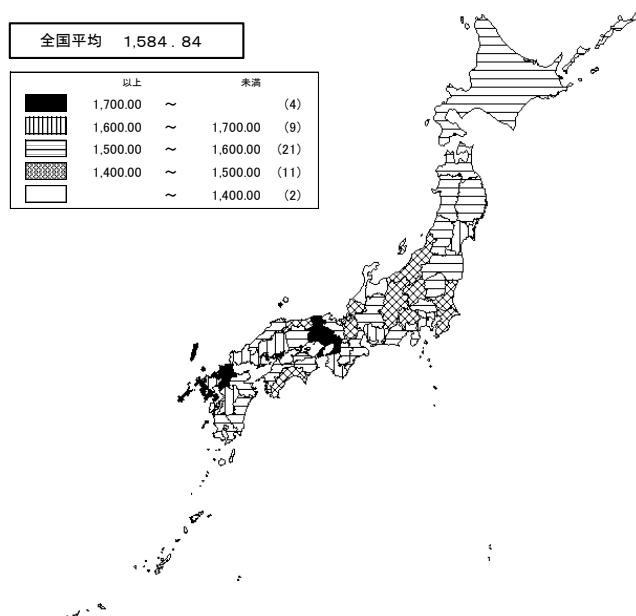 全国平均 1,584.84
以上 未満
1,700.00 ～ (4)
1,600.00 ～ 1,700.00 (9)
1,500.00 ～ 1,600.00 (21)
1,400.00 ～ 1,500.00 (11)
～ 1,400.00 (2)